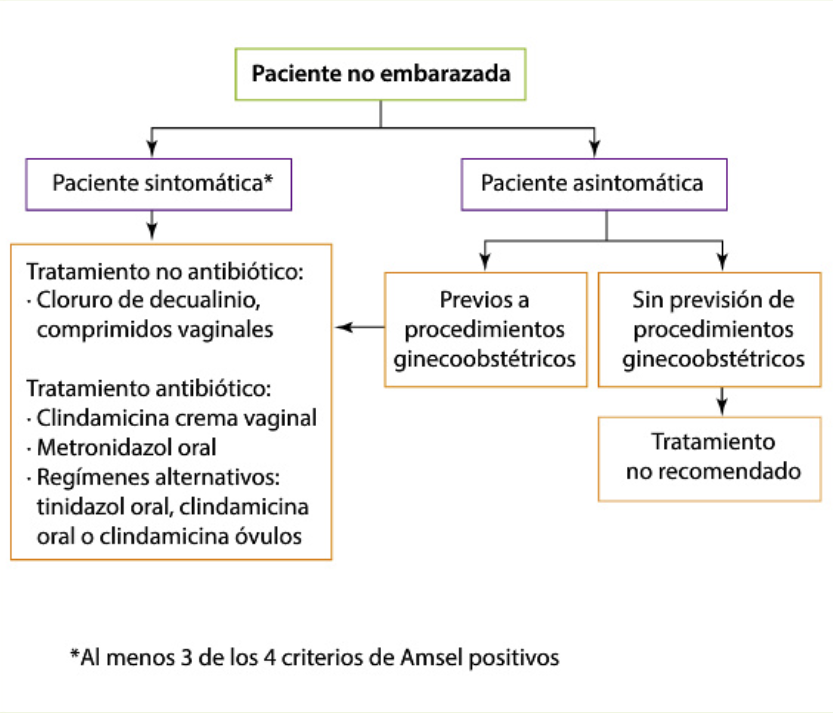 Paciente no embarazada
Paciente sintomática*
Paciente asintomática
Tratamiento no antibiótico:
· Cloruro de decualinio,
comprimidos vaginales
Tratamiento antibiótico:
· Clindamicina crema vaginal
· Metronidazol oral
· Regímenes alternativos:
tinidazol oral, clindamicina
oral o clindamicina óvulos
Previos a
procedimientos
ginecoobstétricos
Sin previsión de
procedimientos
ginecoobstétricos
Tratamiento
no recomendado
*Al menos 3 de los 4 criterios de Amsel positivos